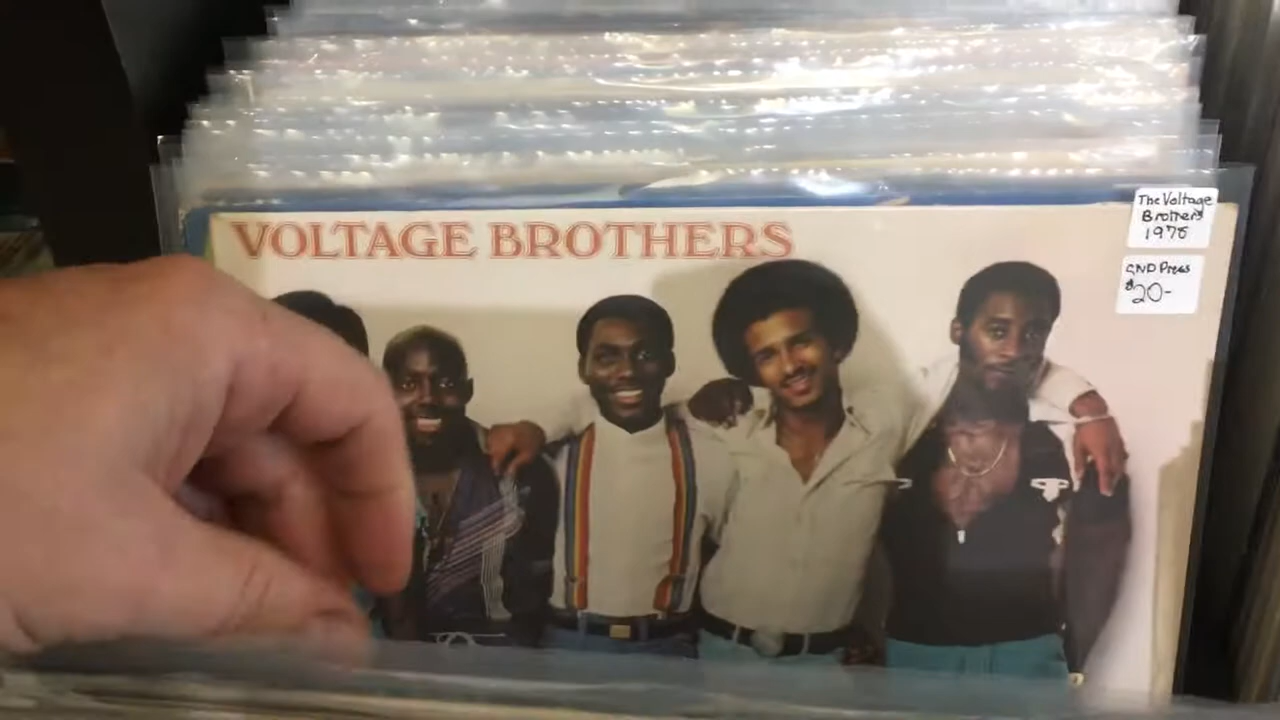 VOLTAGE BROTHERS
The Voltage
Brothers
1978
2ND Press
$20-